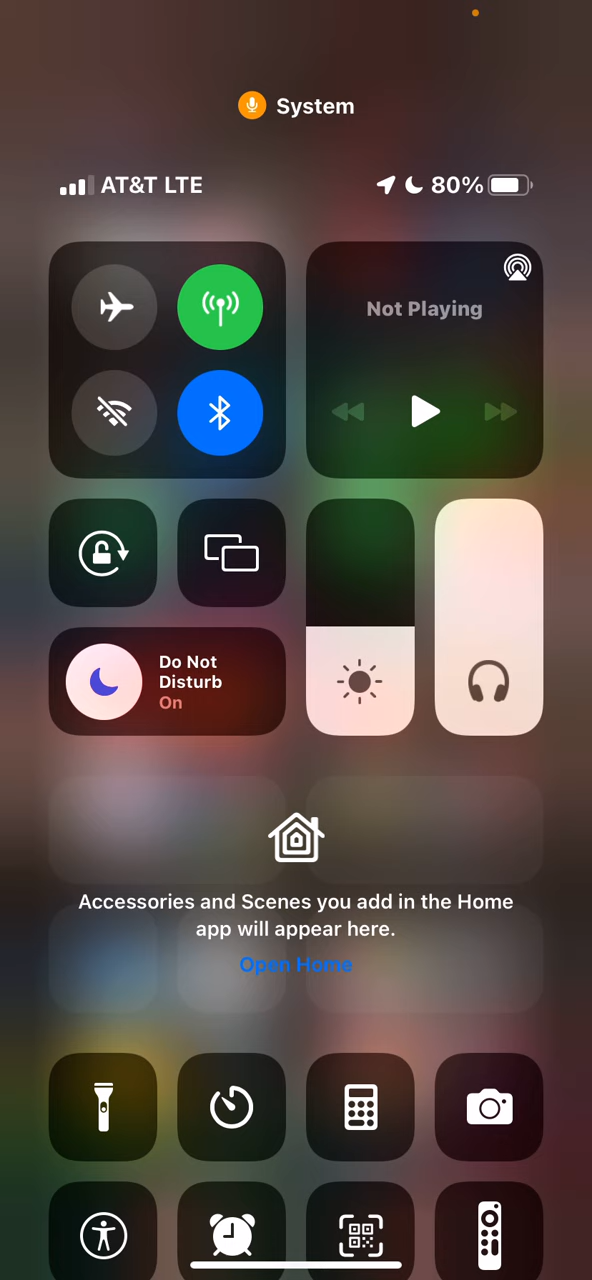 System
AT&T LTE
80%
Not Playing
Do Not
Disturb
On
Accessories and Scenes you add in the Home
app will appear here.
Open Home